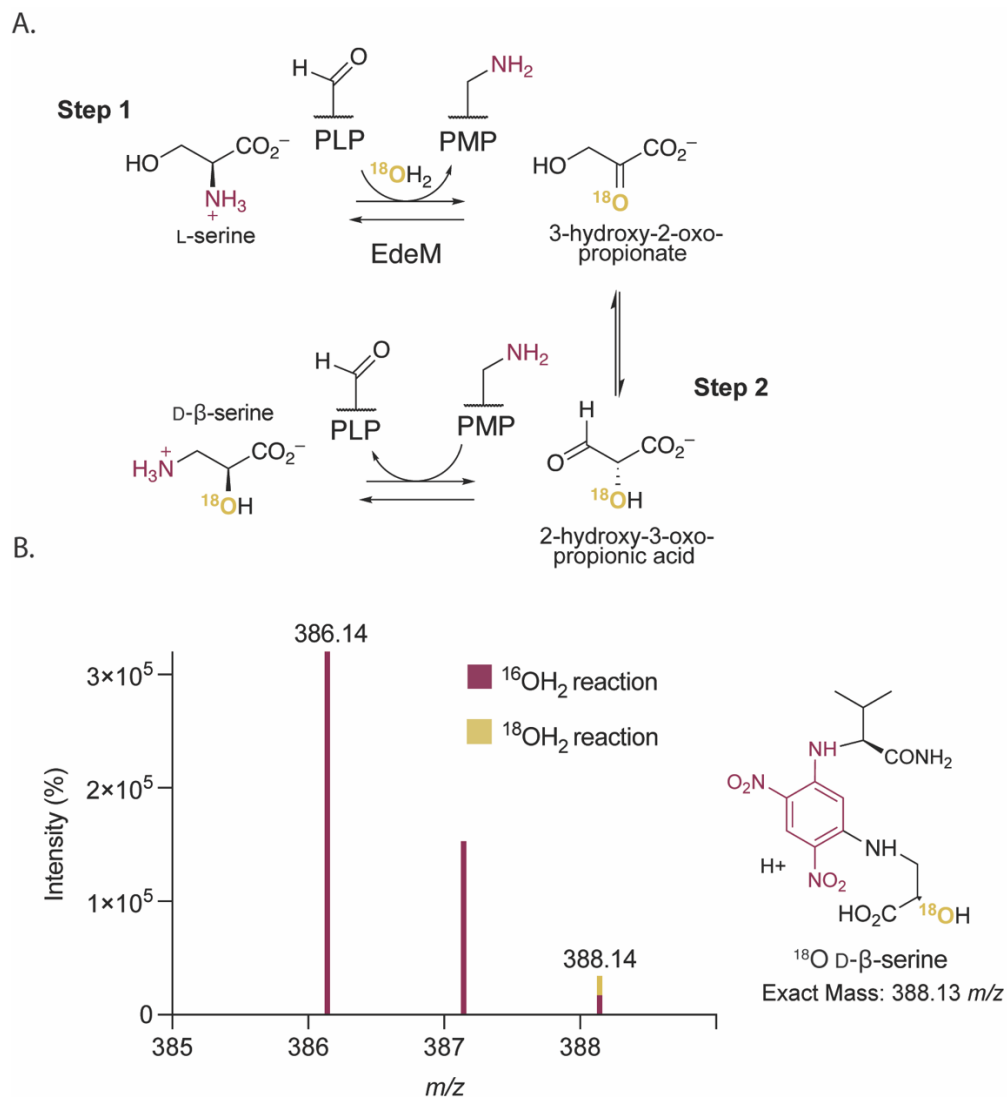 A.
Step 1
H
O
PLP
NH₂
PMP
HO
CO₂⁻
NH₃
+
L-serine
¹⁸OH₂
EdeM
HO
CO₂⁻
¹⁸O
3-hydroxy-2-oxo-
propionate
Step 2
D-β-serine
H
O
PLP
NH₂
PMP
H₃N
+
CO₂⁻
¹⁸OH
H
O
CO₂⁻
¹⁸OH
2-hydroxy-3-oxo-
propionic acid
B.
386.14
3×10⁵
2×10⁵
1×10⁵
0
Intensity (%)
¹⁶OH₂ reaction
¹⁸OH₂ reaction
388.14
385
386
387
388
m/z
NH
CONH₂
O₂N
NH
NO₂
H+
HO₂C
¹⁸OH
¹⁸O D-β-serine
Exact Mass: 388.13 m/z